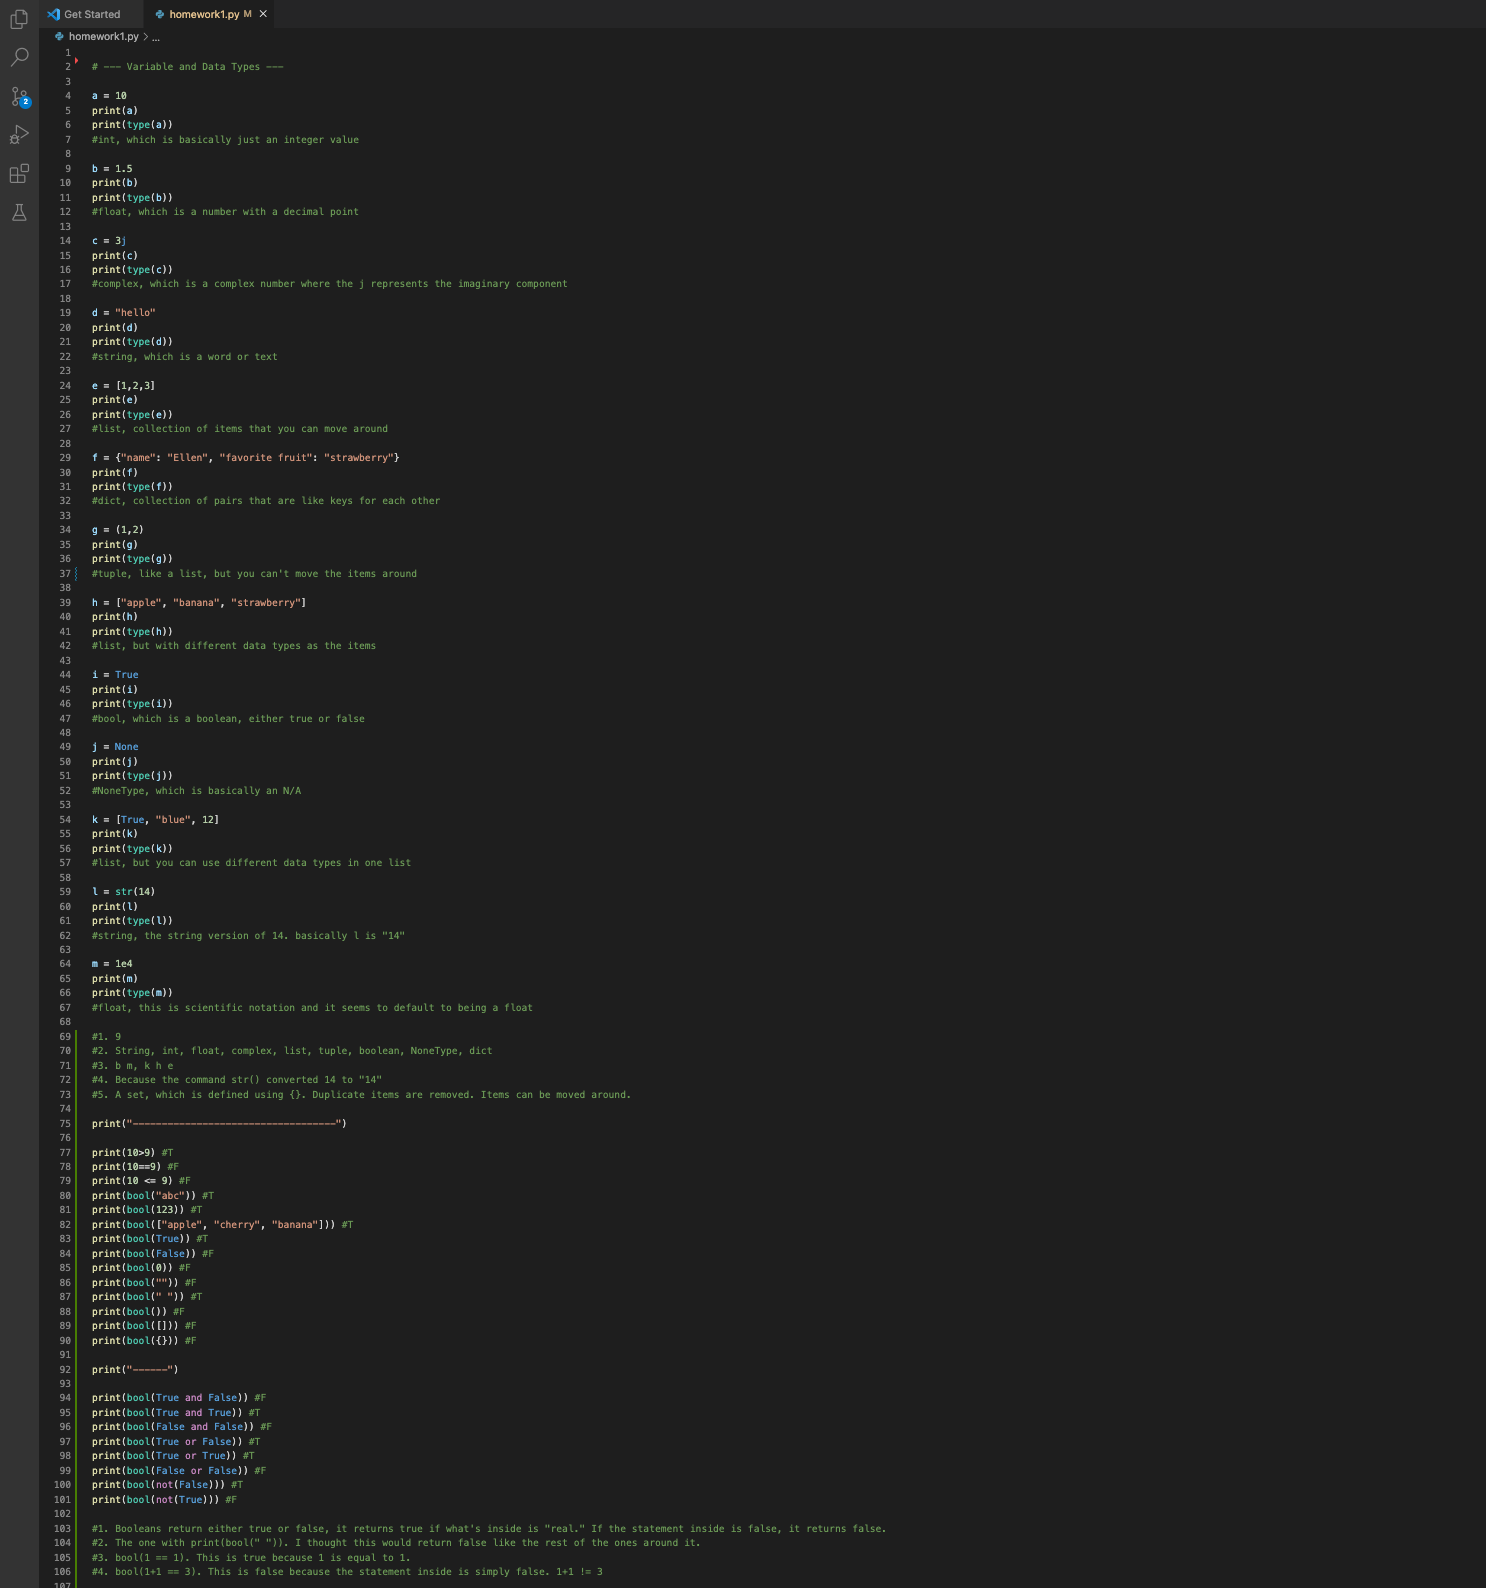 Get Started
homework1.py M
homework1.py > ...
2
1
2 # --- Variable and Data Types ---
3
4 a = 10
5 print(a)
6 print(type(a))
7 #int, which is basically just an integer value
8
9 b = 1.5
10 print(b)
11 print(type(b))
12 #float, which is a number with a decimal point
13
14 c = 3j
15 print(c)
16 print(type(c))
17 #complex, which is a complex number where the j represents the imaginary component
18
19 d = "hello"
20 print(d)
21 print(type(d))
22 #string, which is a word or text
23
24 e = [1,2,3]
25 print(e)
26 print(type(e))
27 #list, collection of items that you can move around
28
29 f = {"name": "Ellen", "favorite fruit": "strawberry"}
30 print(f)
31 print(type(f))
32 #dict, collection of pairs that are like keys for each other
33
34 g = (1,2)
35 print(g)
36 print(type(g))
37 #tuple, like a list, but you can't move the items around
38
39 h = ["apple", "banana", "strawberry"]
40 print(h)
41 print(type(h))
42 #list, but with different data types as the items
43
44 i = True
45 print(i)
46 print(type(i))
47 #bool, which is a boolean, either true or false
48
49 j = None
50 print(j)
51 print(type(j))
52 #NoneType, which is basically an N/A
53
54 k = [True, "blue", 12]
55 print(k)
56 print(type(k))
57 #list, but you can use different data types in one list
58
59 l = str(14)
60 print(l)
61 print(type(l))
62 #string, the string version of 14. basically l is "14"
63
64 m = 1e4
65 print(m)
66 print(type(m))
67 #float, this is scientific notation and it seems to default to being a float
68
69 #1. 9
70 #2. String, int, float, complex, list, tuple, boolean, NoneType, dict
71 #3. b m, k h e
72 #4. Because the command str() converted 14 to "14"
73 #5. A set, which is defined using {}. Duplicate items are removed. Items can be moved around.
74
75 print("-----------------------------------")
76
77 print(10>9) #T
78 print(10==9) #F
79 print(10 <= 9) #F
80 print(bool("abc")) #T
81 print(bool(123)) #T
82 print(bool(["apple", "cherry", "banana"])) #T
83 print(bool(True)) #T
84 print(bool(False)) #F
85 print(bool(0)) #F
86 print(bool("")) #F
87 print(bool(" ")) #T
88 print(bool()) #F
89 print(bool([])) #F
90 print(bool({})) #F
91
92 print("------")
93
94 print(bool(True and False)) #F
95 print(bool(True and True)) #T
96 print(bool(False and False)) #F
97 print(bool(True or False)) #T
98 print(bool(True or True)) #T
99 print(bool(False or False)) #F
100 print(bool(not(False))) #T
101 print(bool(not(True))) #F
102
103 #1. Booleans return either true or false, it returns true if what's inside is "real." If the statement inside is false, it returns false.
104 #2. The one with print(bool(" ")). I thought this would return false like the rest of the ones around it.
105 #3. bool(1 == 1). This is true because 1 is equal to 1.
106 #4. bool(1+1 == 3). This is false because the statement inside is simply false. 1+1 != 3
107